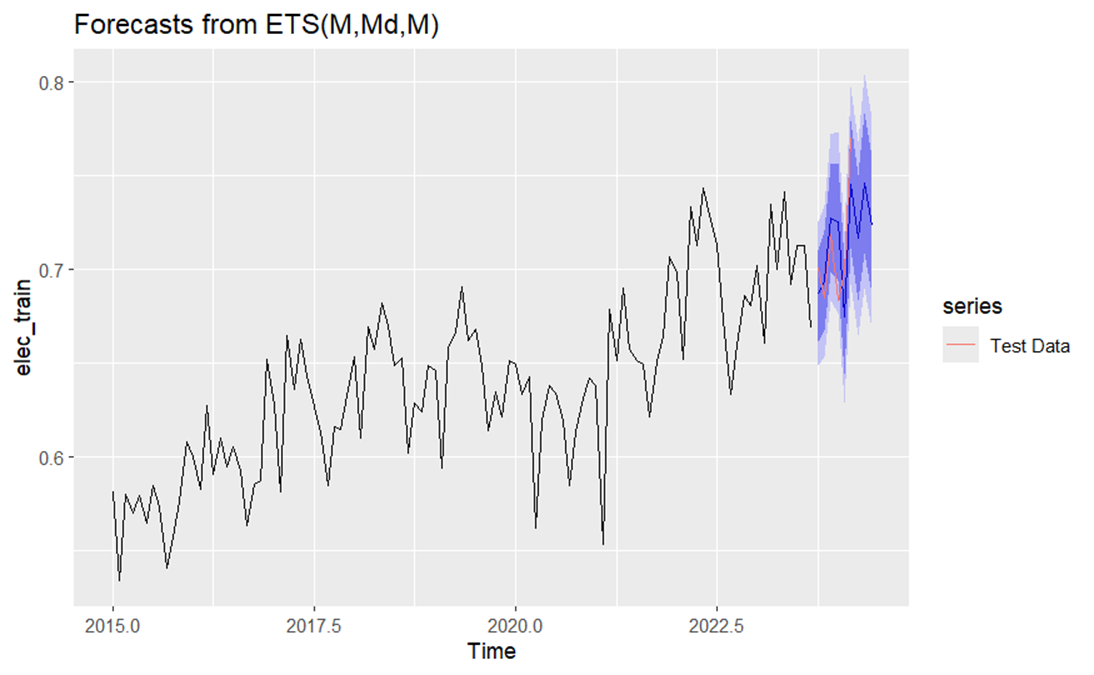 Forecasts from ETS(M,Md,M)
0.8
0.7
0.6
elec_train
2015.0
2017.5
2020.0
2022.5
Time
series
Test Data